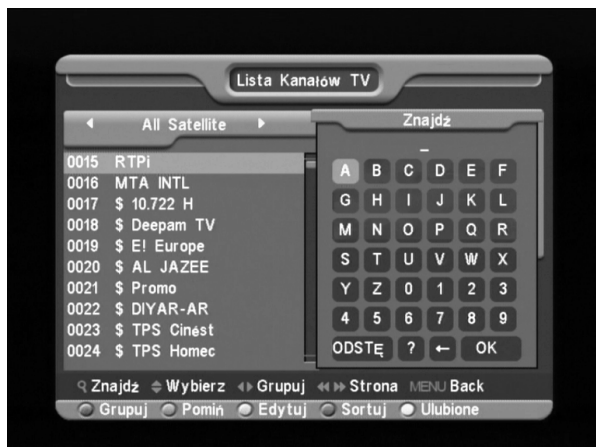 Lista Kanałów TV
All Satellite
Znajdź
_
0015 RTPi
0016 MTA INTL
0017 $ 10.722 H
0018 $ Deepam TV
0019 $ E! Europe
0020 $ AL JAZEE
0021 $ Promo
0022 $ DIYAR-AR
0023 $ TPS Cinést
0024 $ TPS Homec
A B C D E F
G H I J K L
M N O P Q R
S T U V W X
Y Z 0 1 2 3
4 5 6 7 8 9
ODSTĘ ? ← OK
Znajdź Wybierz Grupuj Strona MENU Back
Grupuj Pomiń Edytuj Sortuj Ulubione